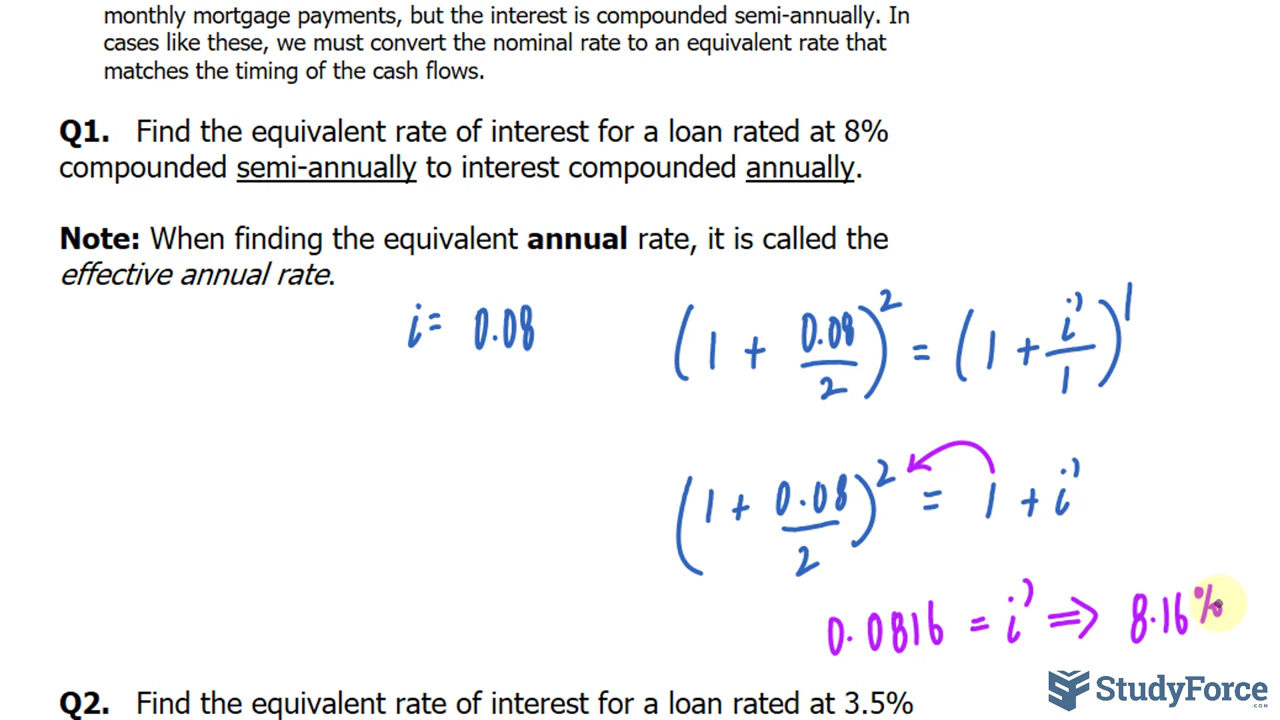 monthly mortgage payments, but the interest is compounded semi-annually. In
cases like these, we must convert the nominal rate to an equivalent rate that
matches the timing of the cash flows.
Q1. Find the equivalent rate of interest for a loan rated at 8%
compounded semi-annually to interest compounded annually.
Note: When finding the equivalent annual rate, it is called the
effective annual rate.
i = 0.08
(1 + 0.08/2)^2 = (1 + i'/1)^1
(1 + 0.08/2)^2 = 1 + i'
0.0816 = i' ⇒ 8.16%
StudyForce
.COM
Q2. Find the equivalent rate of interest for a loan rated at 3.5%